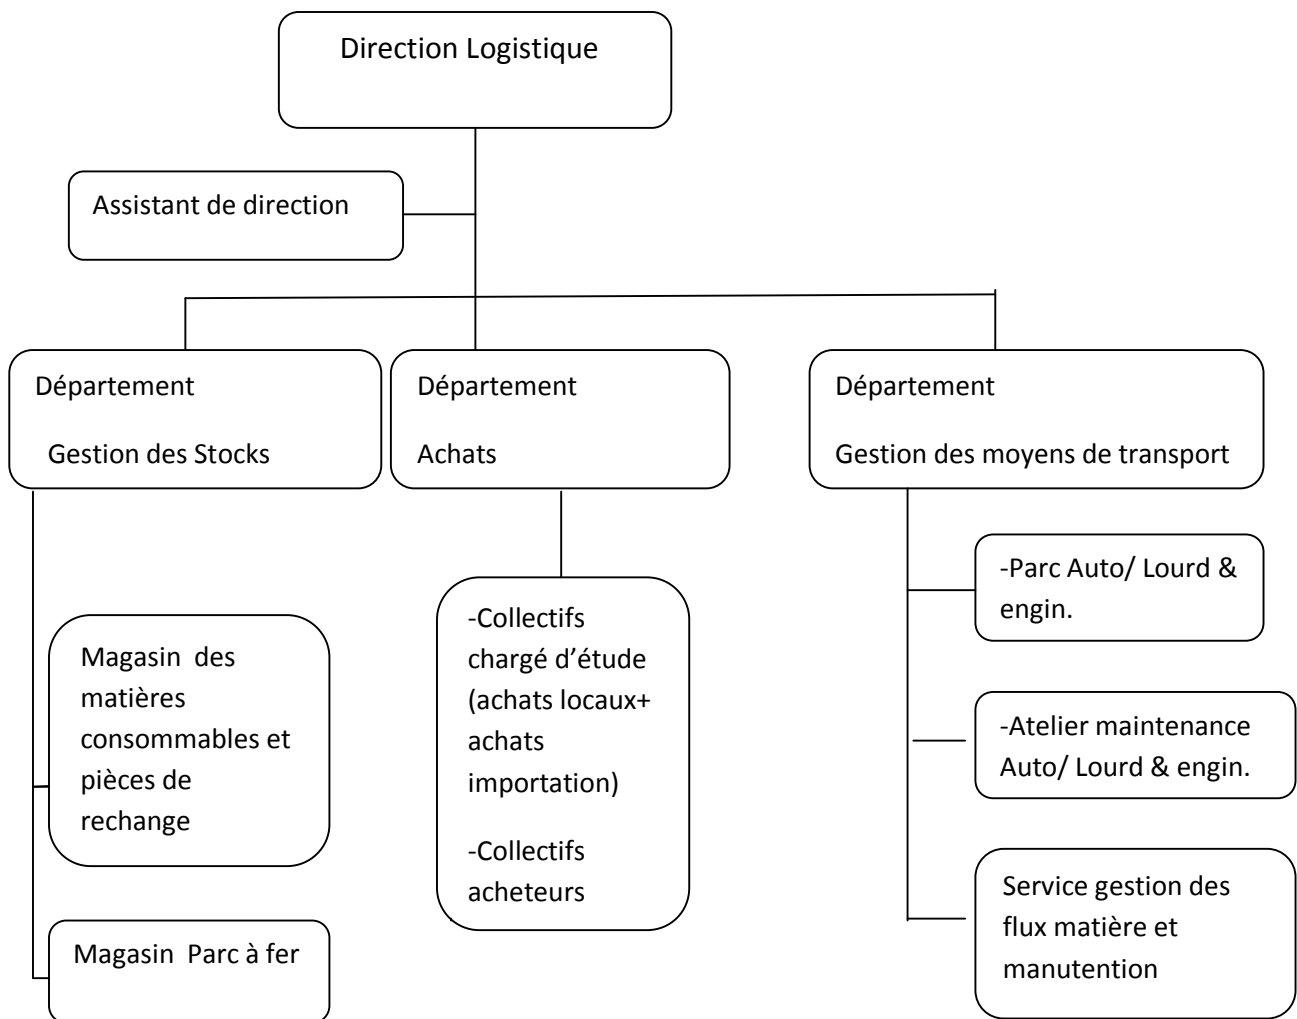 Direction Logistique
Assistant de direction
Département
Gestion des Stocks
Département
Achats
Département
Gestion des moyens de transport
Magasin des
matières
consommables et
pièces de
rechange
Magasin Parc à fer
-Collectifs
chargé d’étude
(achats locaux+
achats
importation)
-Collectifs
acheteurs
-Parc Auto/ Lourd &
engin.
-Atelier maintenance
Auto/ Lourd & engin.
Service gestion des
flux matière et
manutention